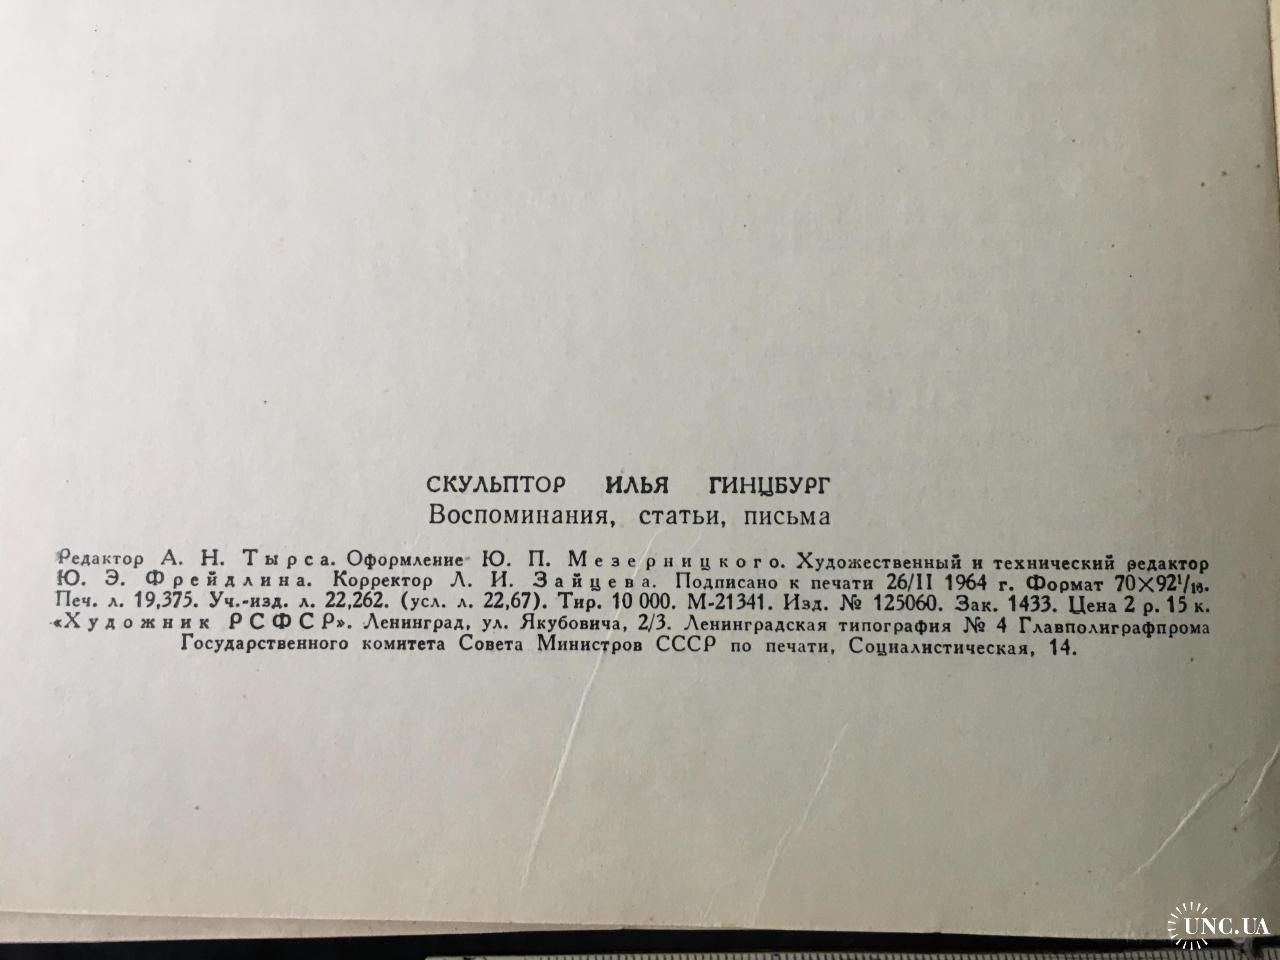 СКУЛЬПТОР ИЛЬЯ ГИНЦБУРГ
Воспоминания, статьи, письма
Редактор А. Н. Тырса. Оформление Ю. П. Мезерницкого. Художественный и технический редактор
Ю. Э. Фрейдлина. Корректор Л. И. Зайцева. Подписано к печати 26/II 1964 г. Формат 70×92¹/₁₆.
Печ. л. 19,375. Уч.-изд. л. 22,262. (усл. л. 22,67). Тир. 10 000. М-21341. Изд. № 125060. Зак. 1433. Цена 2 р. 15 к.
«Художник РСФСР». Ленинград, ул. Якубовича, 2/3. Ленинградская типография № 4 Главполиграфпрома
Государственного комитета Совета Министров СССР по печати, Социалистическая, 14.
UNC.UA